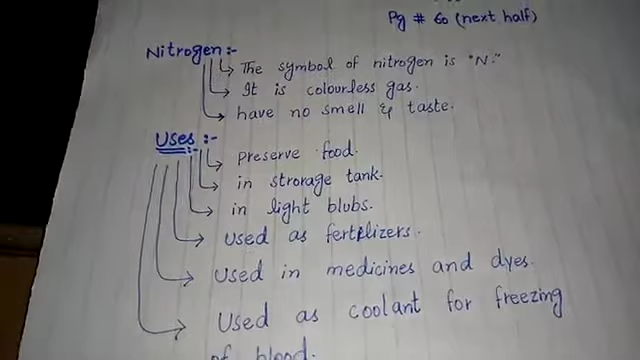 Pg # 60 (next half)
Nitrogen:-
The symbol of nitrogen is "N."
It is colourless gas.
have no smell & taste.
Uses :-
preserve food.
in strorage tank.
in light blubs.
used as fertilizers.
used in medicines and dyes.
used as coolant for freezing
of blood.